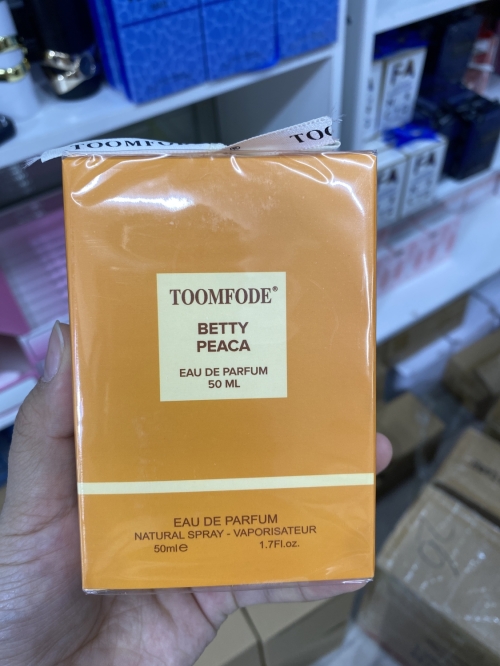 TOOMFODE
TOO
TOOMFODE®
BETTY
PEACA
EAU DE PARFUM
50 ML
EAU DE PARFUM
NATURAL SPRAY - VAPORISATEUR
50ml℮ 1.7Fl.oz.